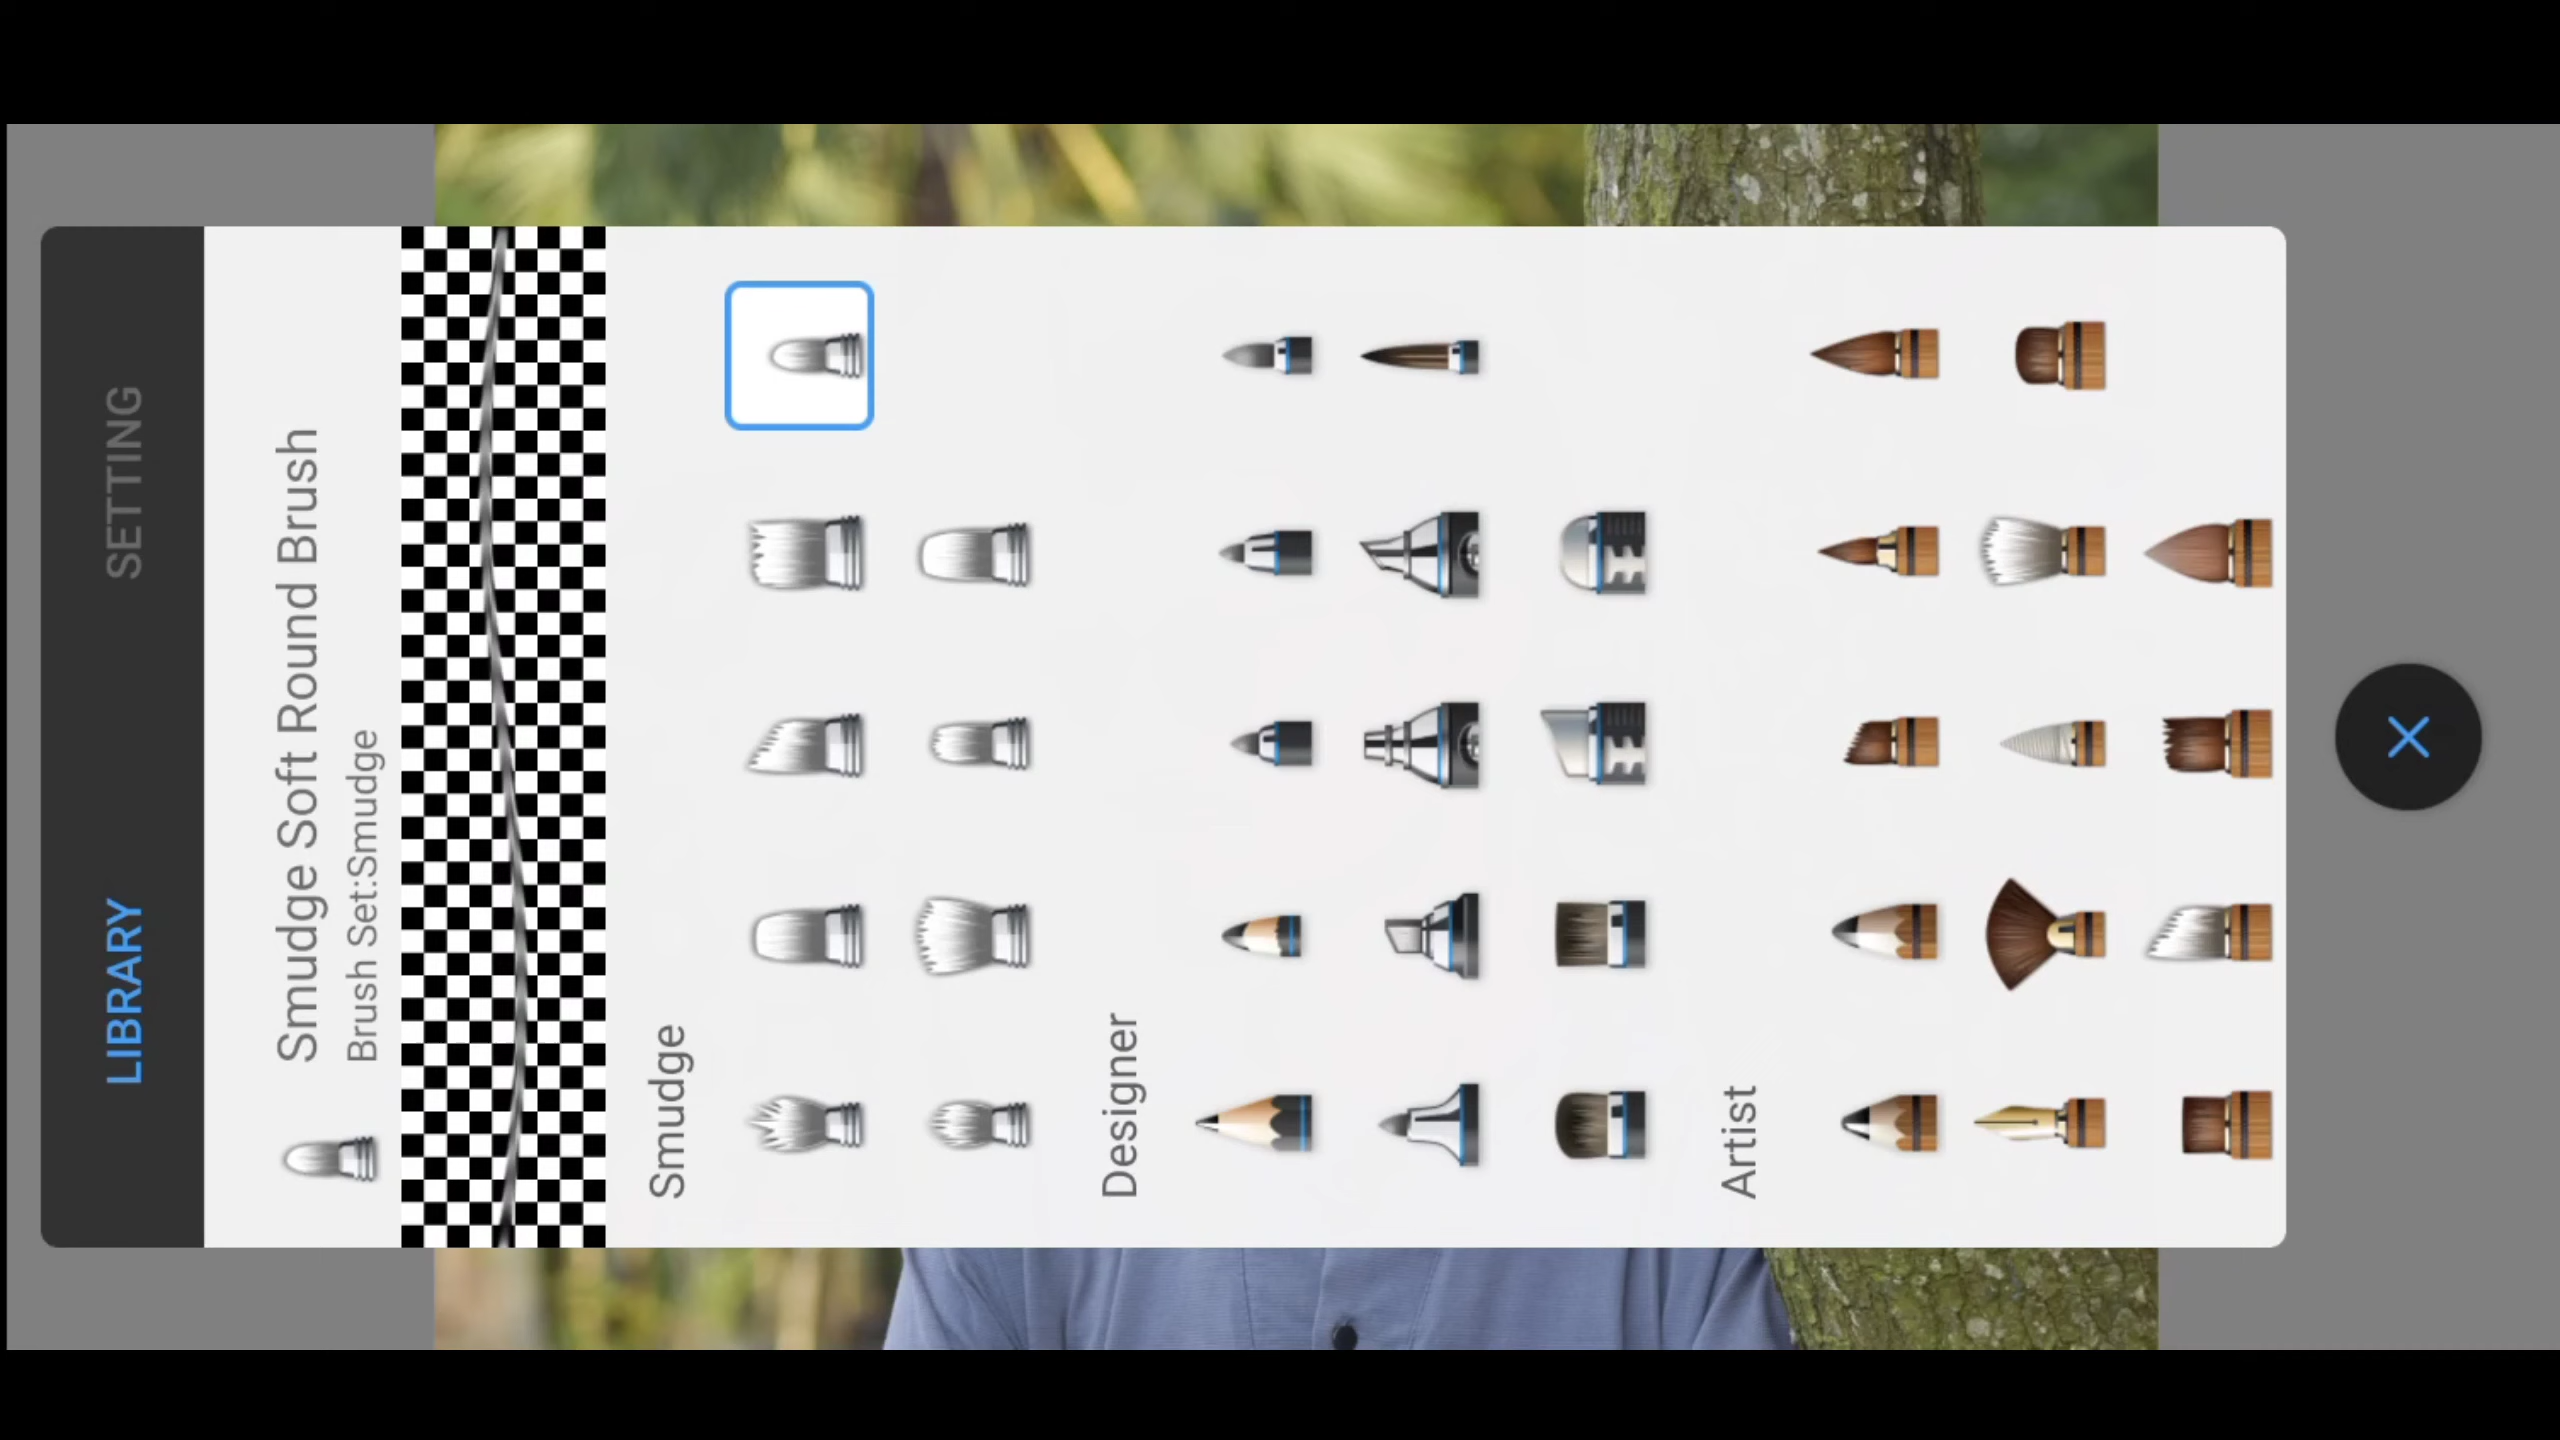 LIBRARY SETTING
Smudge Soft Round Brush
Brush Set:Smudge
Smudge
Designer
Artist